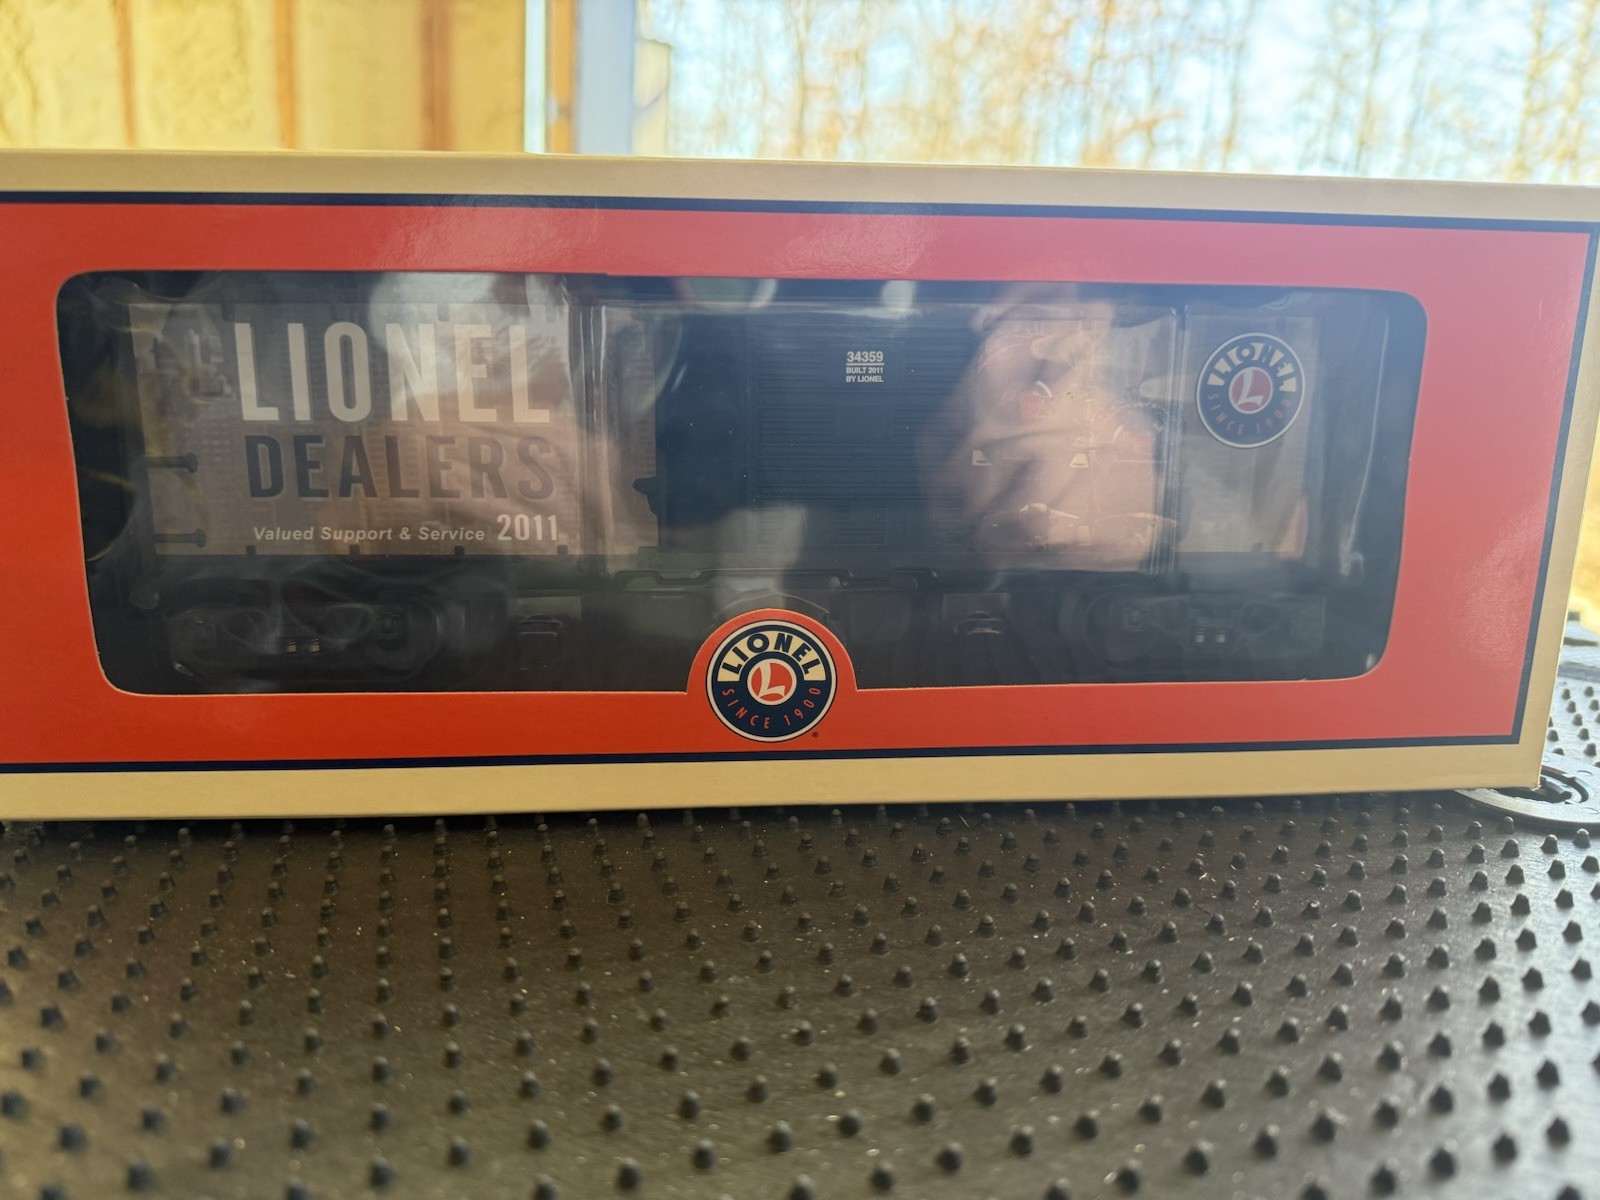 LIONEL
DEALERS
Valued Support & Service 2011
34359
BUILT 2011
BY LIONEL
LIONEL
L
SINCE 1900
LIONEL
L
SINCE 1900
®